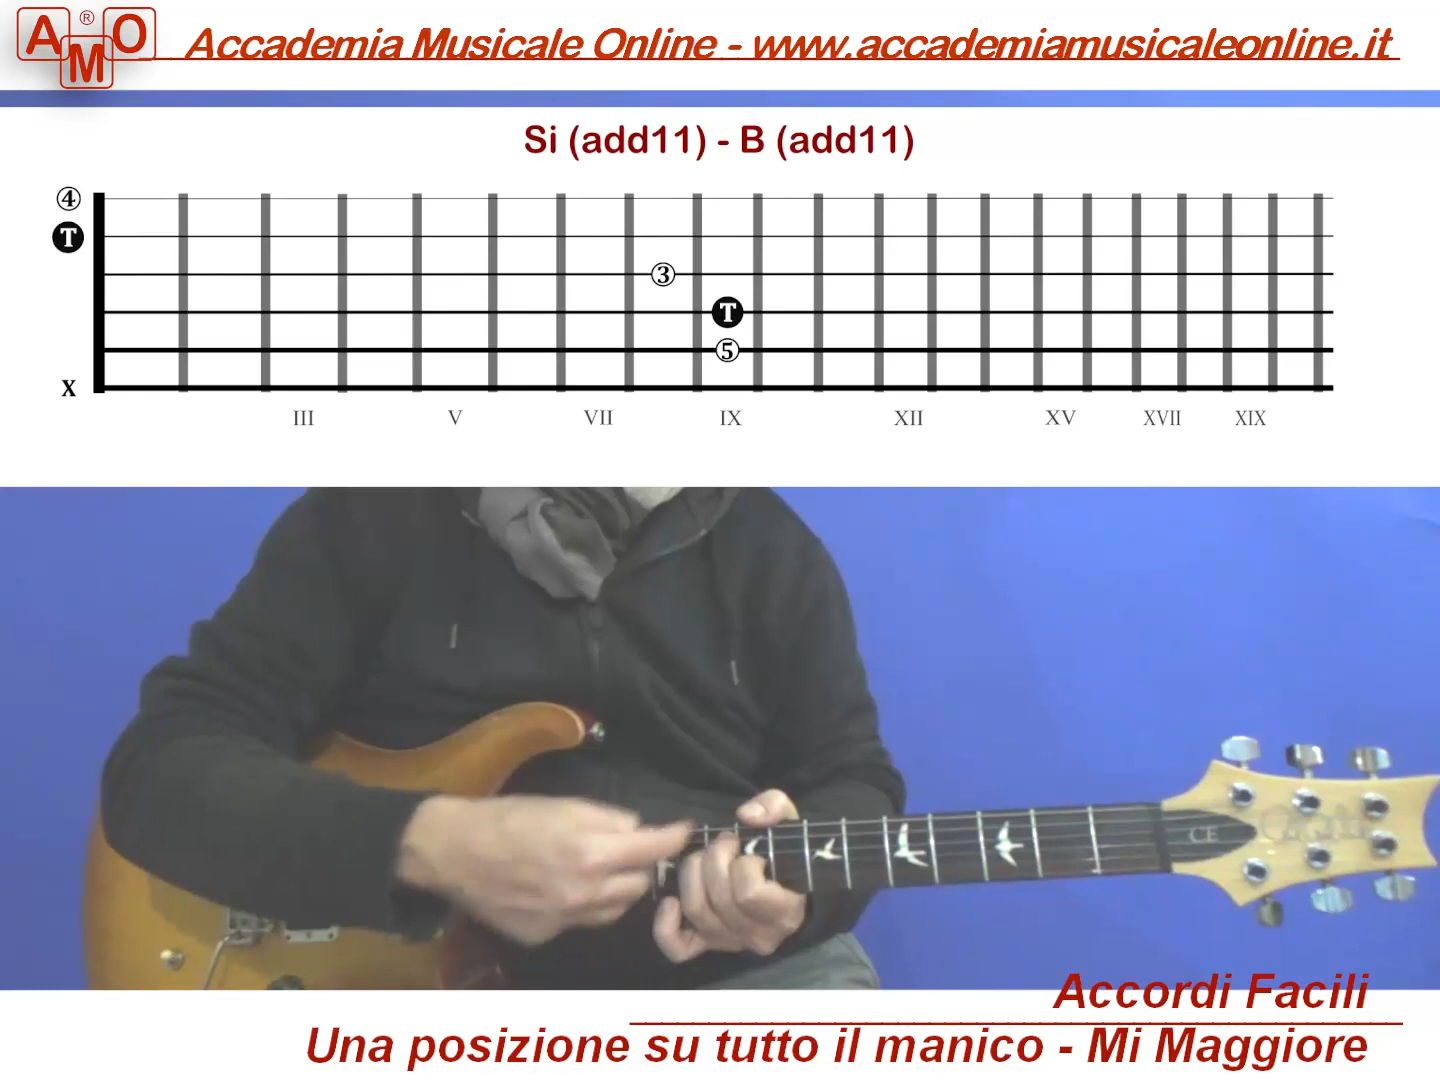 A M O ®
Accademia Musicale Online - www.accademiamusicaleonline.it
Si (add11) - B (add11)
4
T
3
T
5
X
III V VII IX XII XV XVII XIX
CE
Accordi Facili
Una posizione su tutto il manico - Mi Maggiore